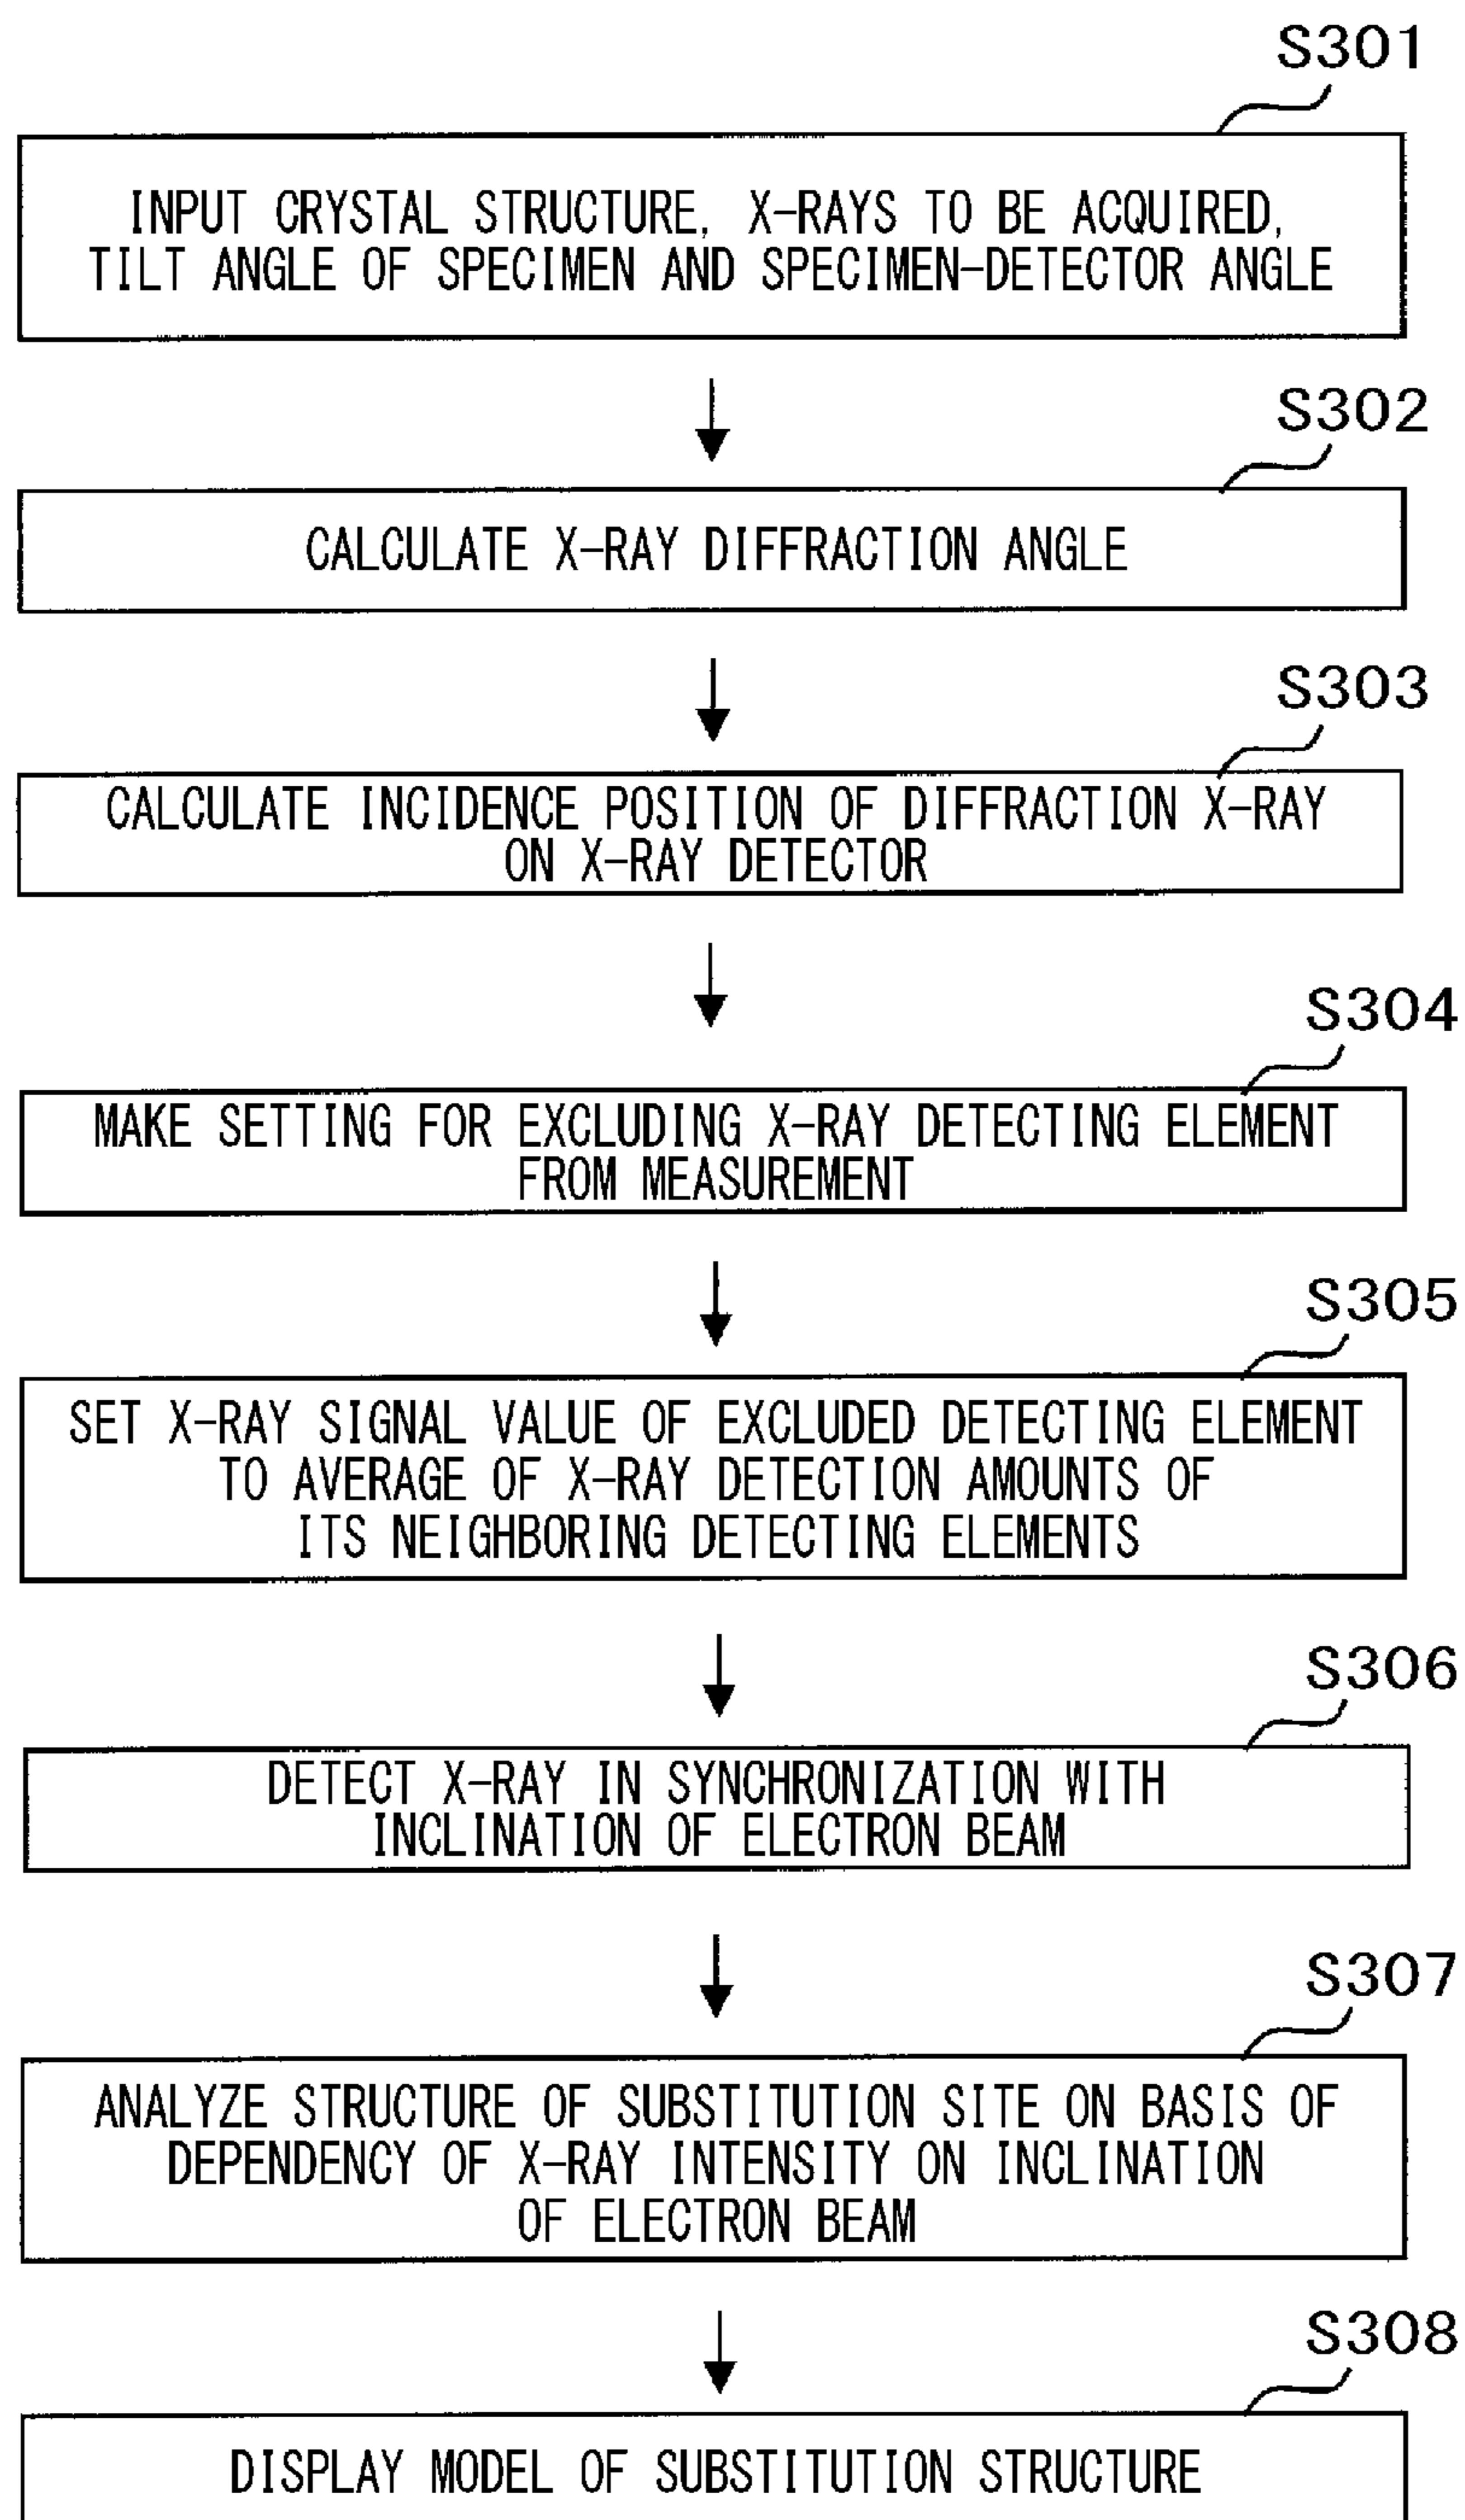 S301
INPUT CRYSTAL STRUCTURE, X-RAYS TO BE ACQUIRED,
TILT ANGLE OF SPECIMEN AND SPECIMEN-DETECTOR ANGLE
S302
CALCULATE X-RAY DIFFRACTION ANGLE
S303
CALCULATE INCIDENCE POSITION OF DIFFRACTION X-RAY
ON X-RAY DETECTOR
S304
MAKE SETTING FOR EXCLUDING X-RAY DETECTING ELEMENT
FROM MEASUREMENT
S305
SET X-RAY SIGNAL VALUE OF EXCLUDED DETECTING ELEMENT
TO AVERAGE OF X-RAY DETECTION AMOUNTS OF
ITS NEIGHBORING DETECTING ELEMENTS
S306
DETECT X-RAY IN SYNCHRONIZATION WITH
INCLINATION OF ELECTRON BEAM
S307
ANALYZE STRUCTURE OF SUBSTITUTION SITE ON BASIS OF
DEPENDENCY OF X-RAY INTENSITY ON INCLINATION
OF ELECTRON BEAM
S308
DISPLAY MODEL OF SUBSTITUTION STRUCTURE